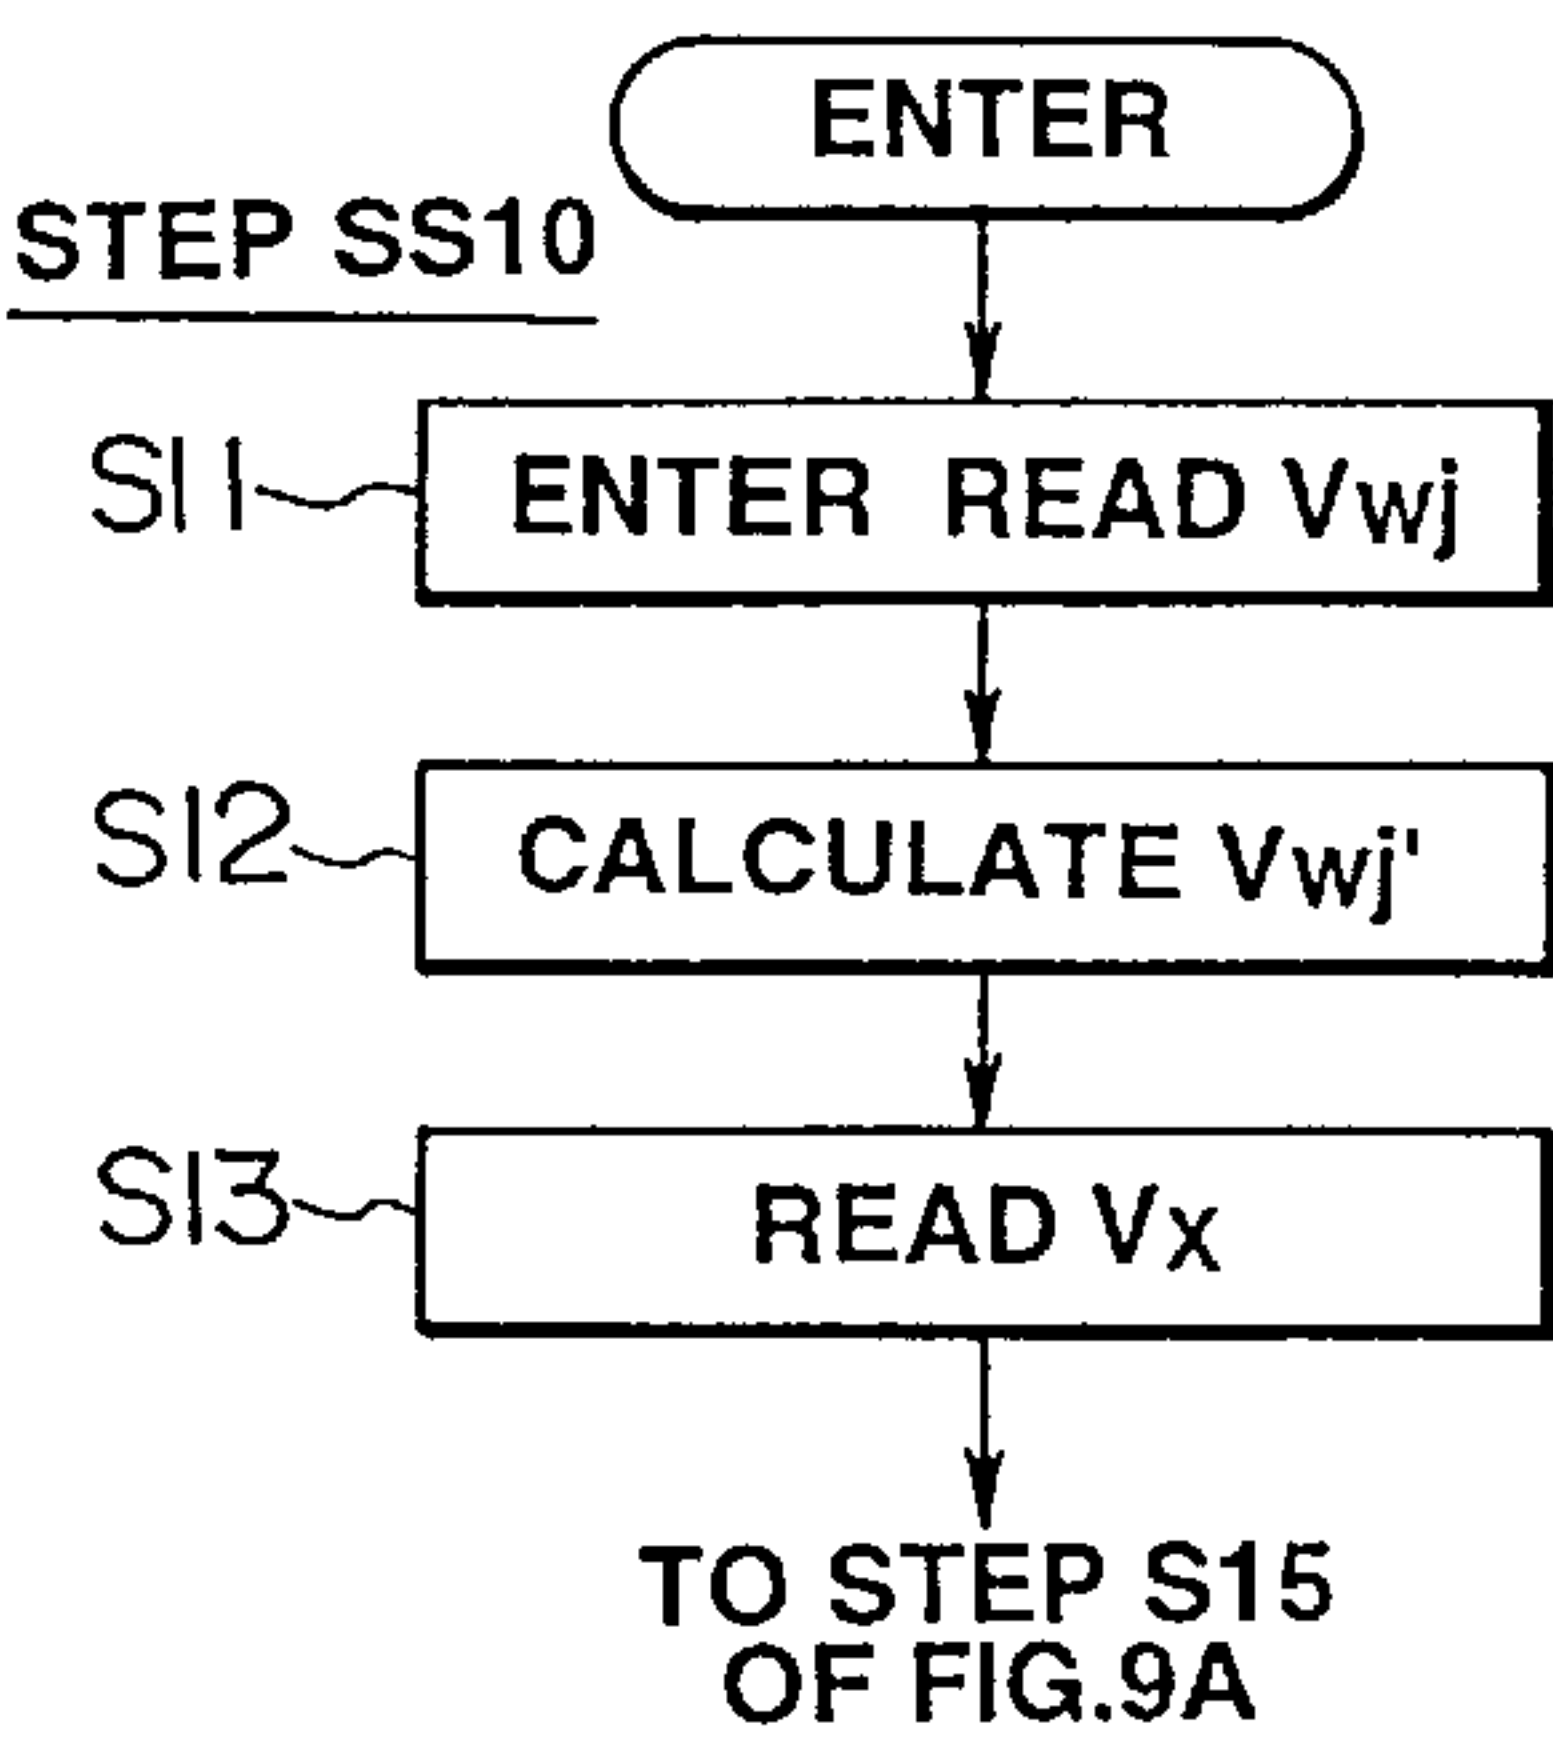 ENTER
STEP SS10
S11
ENTER READ Vwj
S12
CALCULATE Vwj'
S13
READ Vx
TO STEP S15
OF FIG.9A